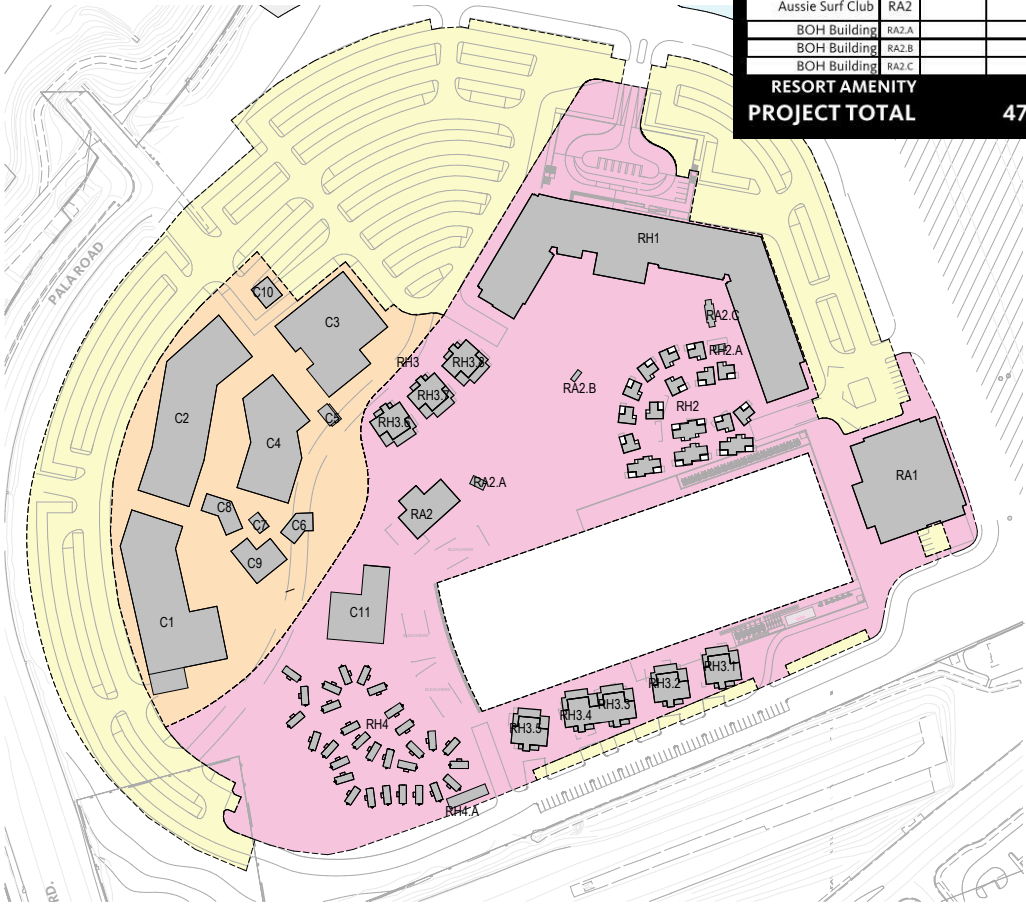 Aussie Surf Club RA2
BOH Building RA2.A
BOH Building RA2.B
BOH Building RA2.C
RESORT AMENITY
PROJECT TOTAL 47
PALA ROAD
RH1
C10
C3
RA2.C
RH3
RH3.8
RH2.A
RH3.7
RA2.B
RH2
C2
C5
RH3.6
C4
RA1
RA2.A
C8
RA2
C7
C6
C9
C11
C1
RH3.1
RH3.2
RH3.3
RH3.4
RH4
RH3.5
RH4.A
RD.